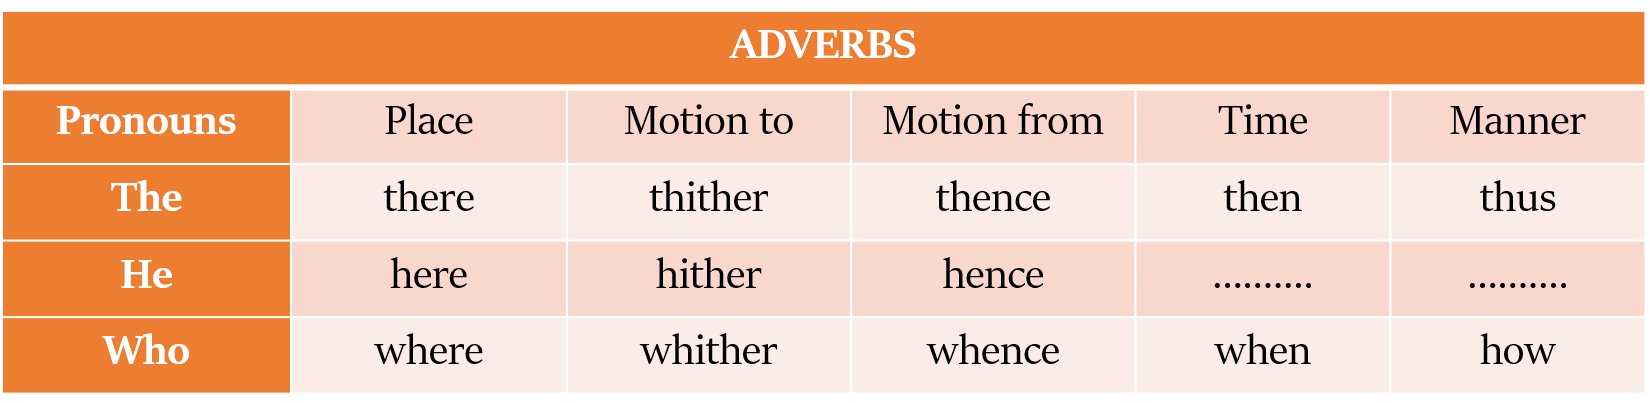 ADVERBS
Pronouns Place Motion to Motion from Time Manner
The there thither thence then thus
He here hither hence .......... ..........
Who where whither whence when how